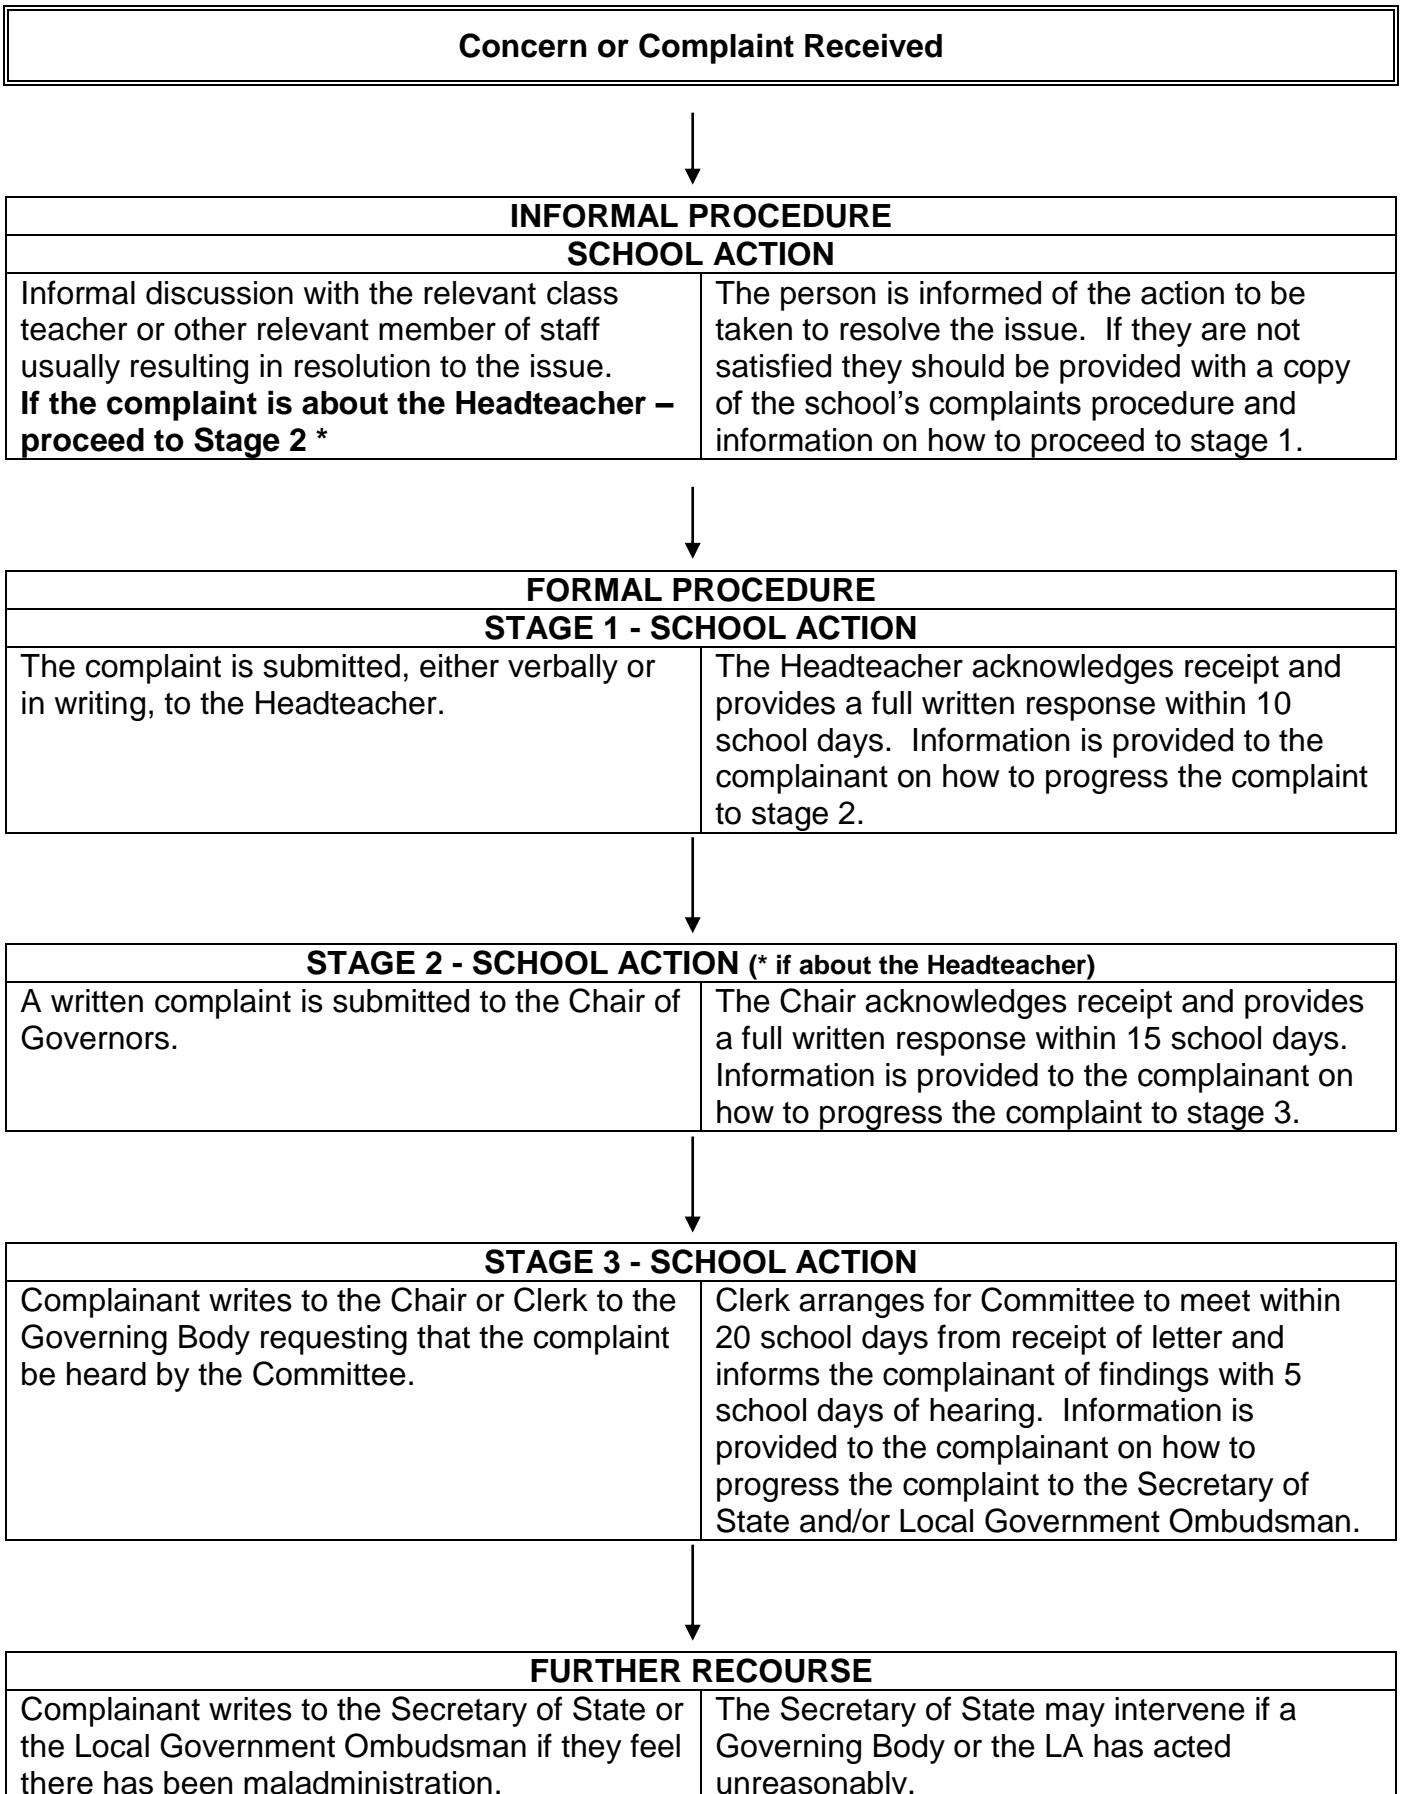 Concern or Complaint Received
INFORMAL PROCEDURE
SCHOOL ACTION
Informal discussion with the relevant class
teacher or other relevant member of staff
usually resulting in resolution to the issue.
If the complaint is about the Headteacher –
proceed to Stage 2 *
The person is informed of the action to be
taken to resolve the issue.  If they are not
satisfied they should be provided with a copy
of the school’s complaints procedure and
information on how to proceed to stage 1.
FORMAL PROCEDURE
STAGE 1 - SCHOOL ACTION
The complaint is submitted, either verbally or
in writing, to the Headteacher.
The Headteacher acknowledges receipt and
provides a full written response within 10
school days.  Information is provided to the
complainant on how to progress the complaint
to stage 2.
STAGE 2 - SCHOOL ACTION (* if about the Headteacher)
A written complaint is submitted to the Chair of
Governors.
The Chair acknowledges receipt and provides
a full written response within 15 school days.
Information is provided to the complainant on
how to progress the complaint to stage 3.
STAGE 3 - SCHOOL ACTION
Complainant writes to the Chair or Clerk to the
Governing Body requesting that the complaint
be heard by the Committee.
Clerk arranges for Committee to meet within
20 school days from receipt of letter and
informs the complainant of findings with 5
school days of hearing.  Information is
provided to the complainant on how to
progress the complaint to the Secretary of
State and/or Local Government Ombudsman.
FURTHER RECOURSE
Complainant writes to the Secretary of State or
the Local Government Ombudsman if they feel
there has been maladministration.
The Secretary of State may intervene if a
Governing Body or the LA has acted
unreasonably.